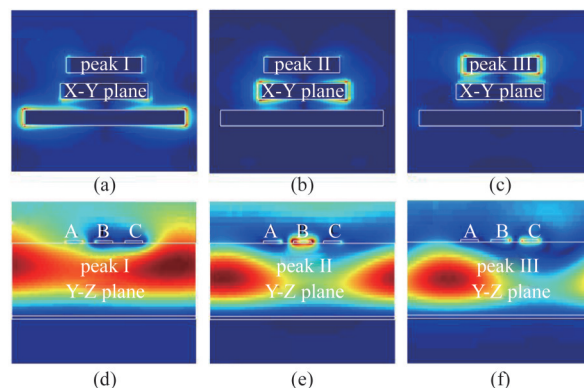 peak I
X-Y plane
peak II
X-Y plane
peak III
X-Y plane
(a)
(b)
(c)
A B C
peak I
Y-Z plane
A B C
peak II
Y-Z plane
A B C
peak III
Y-Z plane
(d)
(e)
(f)